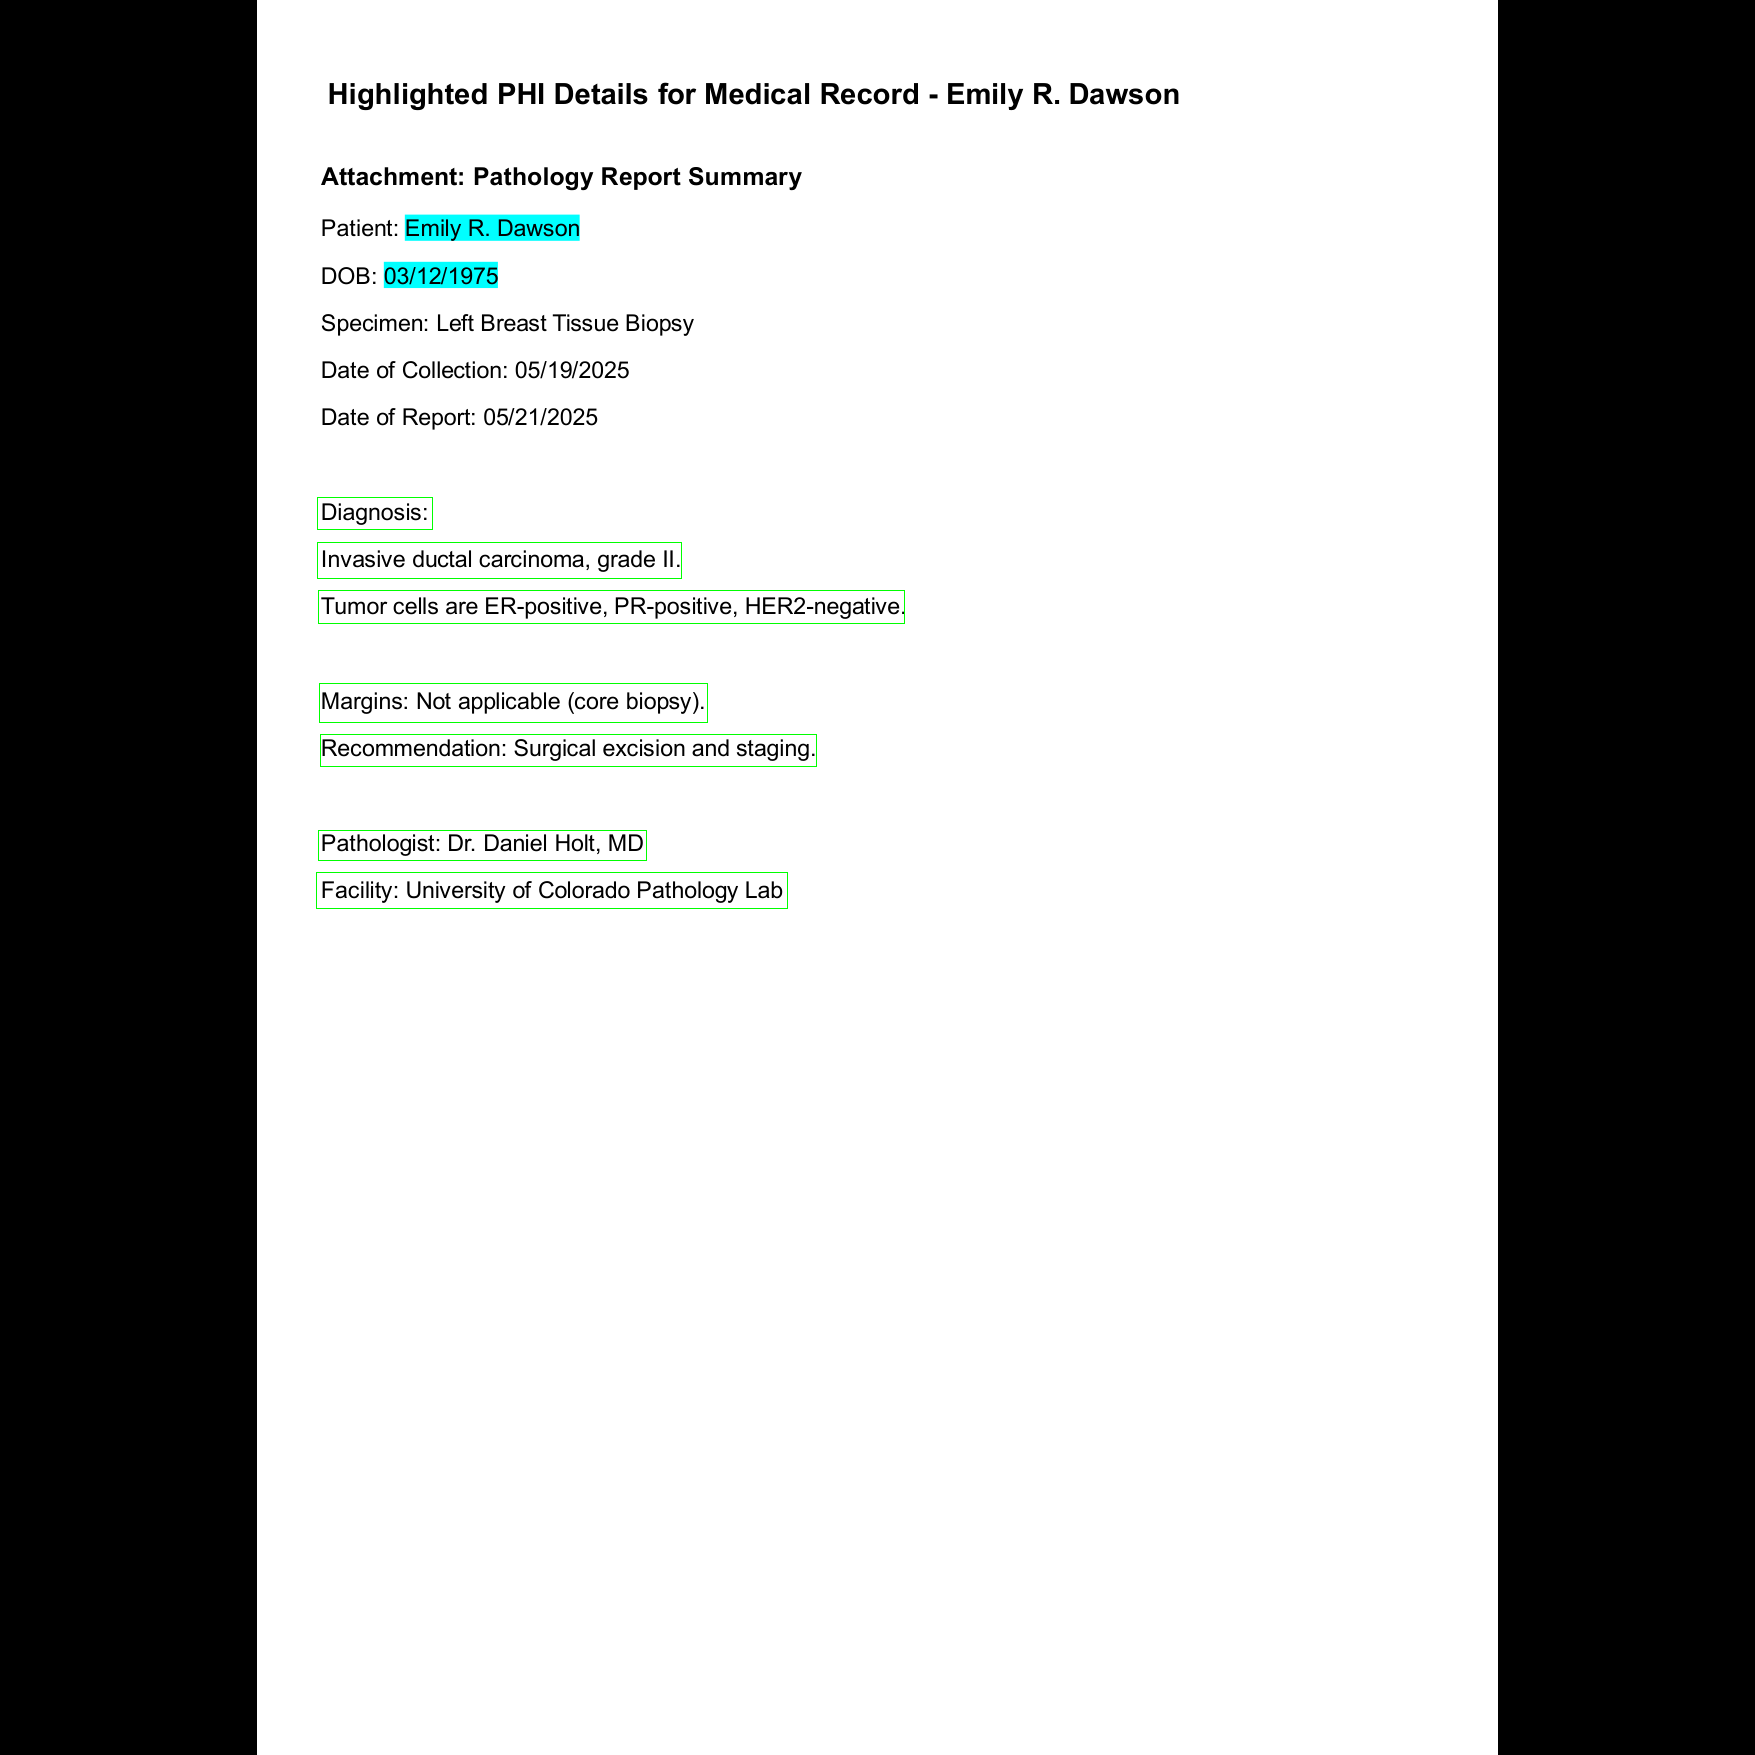 Highlighted PHI Details for Medical Record - Emily R. Dawson
Attachment: Pathology Report Summary
Patient: Emily R. Dawson
DOB: 03/12/1975
Specimen: Left Breast Tissue Biopsy
Date of Collection: 05/19/2025
Date of Report: 05/21/2025
Diagnosis:
Invasive ductal carcinoma, grade II.
Tumor cells are ER-positive, PR-positive, HER2-negative.
Margins: Not applicable (core biopsy).
Recommendation: Surgical excision and staging.
Pathologist: Dr. Daniel Holt, MD
Facility: University of Colorado Pathology Lab